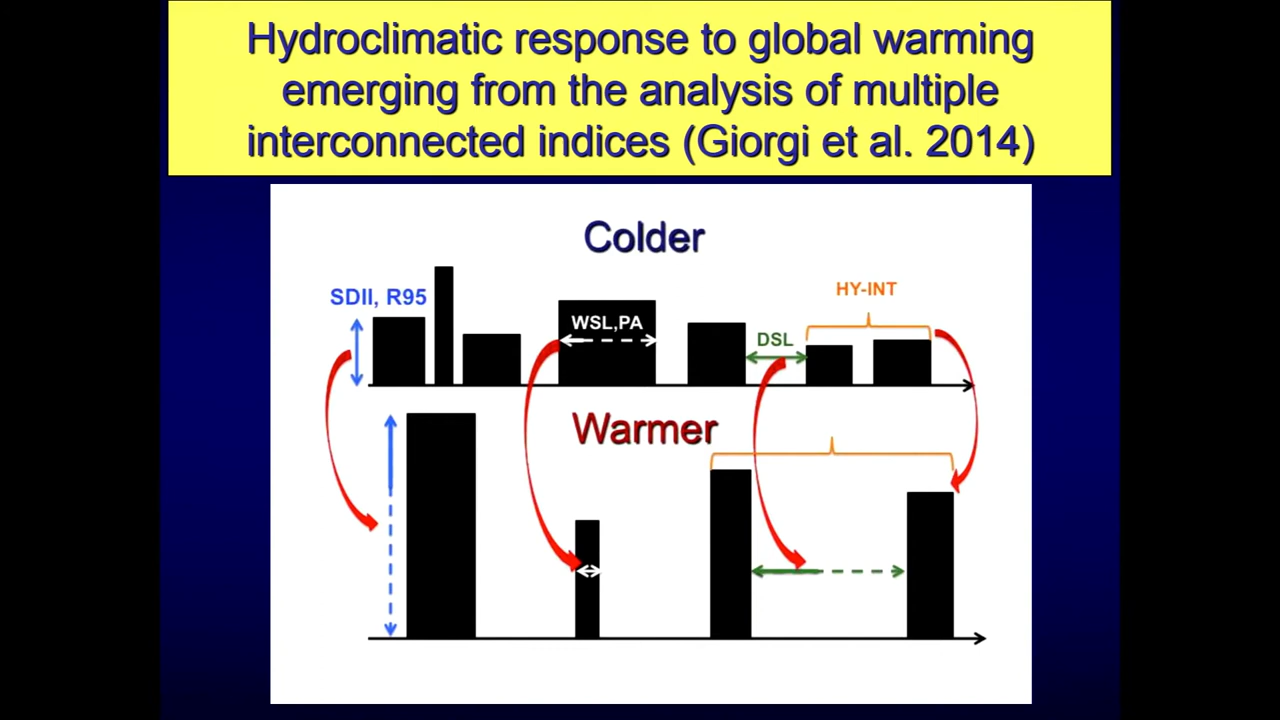 Hydroclimatic response to global warming
emerging from the analysis of multiple
interconnected indices (Giorgi et al. 2014)
Colder
SDII, R95
WSL,PA
DSL
HY-INT
Warmer